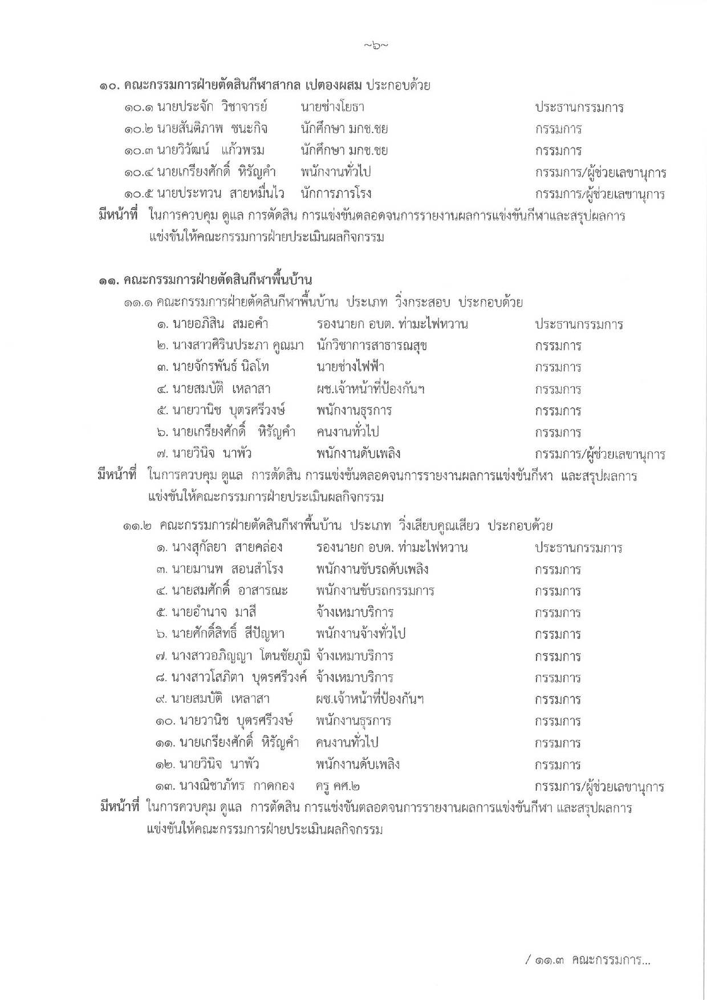 ~๖~
๑๐. คณะกรรมการฝ่ายตัดสินกีฬาสากล เปตองผสม ประกอบด้วย
๑๐.๑ นายประจัก วิชาจารย์ นายช่างโยธา ประธานกรรมการ
๑๐.๒ นายสันติภาพ ชนะกิจ นักศึกษา มกช.ชย กรรมการ
๑๐.๓ นายวิวัฒน์ แก้วพรม นักศึกษา มกช.ชย กรรมการ
๑๐.๔ นายเกรียงศักดิ์ หิรัญคำ พนักงานทั่วไป กรรมการ/ผู้ช่วยเลขานุการ
๑๐.๕ นายประทวน สายหมื่นไว นักการภารโรง กรรมการ/ผู้ช่วยเลขานุการ
มีหน้าที่ ในการควบคุม ดูแล การตัดสิน การแข่งขันตลอดจนการรายงานผลการแข่งขันกีฬาและสรุปผลการ
แข่งขันให้คณะกรรมการฝ่ายประเมินผลกิจกรรม
๑๑. คณะกรรมการฝ่ายตัดสินกีฬาพื้นบ้าน
๑๑.๑ คณะกรรมการฝ่ายตัดสินกีฬาพื้นบ้าน ประเภท วิ่งกระสอบ ประกอบด้วย
๑. นายอภิสิน สมอคำ รองนายก อบต. ท่ามะไฟหวาน ประธานกรรมการ
๒. นางสาวศิรินประภา คูณมา นักวิชาการสาธารณสุข กรรมการ
๓. นายจักรพันธ์ นิลโท นายช่างไฟฟ้า กรรมการ
๔. นายสมบัติ เหลาสา ผช.เจ้าหน้าที่ป้องกันฯ กรรมการ
๕. นายวานิช บุตรศรีวงษ์ พนักงานธุรการ กรรมการ
๖. นายเกรียงศักดิ์ หิรัญคำ คนงานทั่วไป กรรมการ
๗. นายวินิจ นาพัว พนักงานดับเพลิง กรรมการ/ผู้ช่วยเลขานุการ
มีหน้าที่ ในการควบคุม ดูแล การตัดสิน การแข่งขันตลอดจนการรายงานผลการแข่งขันกีฬา และสรุปผลการ
แข่งขันให้คณะกรรมการฝ่ายประเมินผลกิจกรรม
๑๑.๒ คณะกรรมการฝ่ายตัดสินกีฬาพื้นบ้าน ประเภท วิ่งเสียบคูณเสียว ประกอบด้วย
๑. นางสุกัลยา สายคล่อง รองนายก อบต. ท่ามะไฟหวาน ประธานกรรมการ
๓. นายมานพ สอนสำโรง พนักงานขับรถดับเพลิง กรรมการ
๔. นายสมศักดิ์ อาสารณะ พนักงานขับรถกรรมการ กรรมการ
๕. นายอำนาจ มาสี จ้างเหมาบริการ กรรมการ
๖. นายศักดิ์สิทธิ์ สีปัญหา พนักงานจ้างทั่วไป กรรมการ
๗. นางสาวอภิญญา โตนชัยภูมิ จ้างเหมาบริการ กรรมการ
๘. นางสาวโสภิตา บุตรศรีวงค์ จ้างเหมาบริการ กรรมการ
๙. นายสมบัติ เหลาสา ผช.เจ้าหน้าที่ป้องกันฯ กรรมการ
๑๐. นายวานิช บุตรศรีวงษ์ พนักงานธุรการ กรรมการ
๑๑. นายเกรียงศักดิ์ หิรัญคำ คนงานทั่วไป กรรมการ
๑๒. นายวินิจ นาพัว พนักงานดับเพลิง กรรมการ
๑๓. นางณิชาภัทร กาดกอง ครู คศ.๒ กรรมการ/ผู้ช่วยเลขานุการ
มีหน้าที่ ในการควบคุม ดูแล การตัดสิน การแข่งขันตลอดจนการรายงานผลการแข่งขันกีฬา และสรุปผลการ
แข่งขันให้คณะกรรมการฝ่ายประเมินผลกิจกรรม
/ ๑๑.๓ คณะกรรมการ...